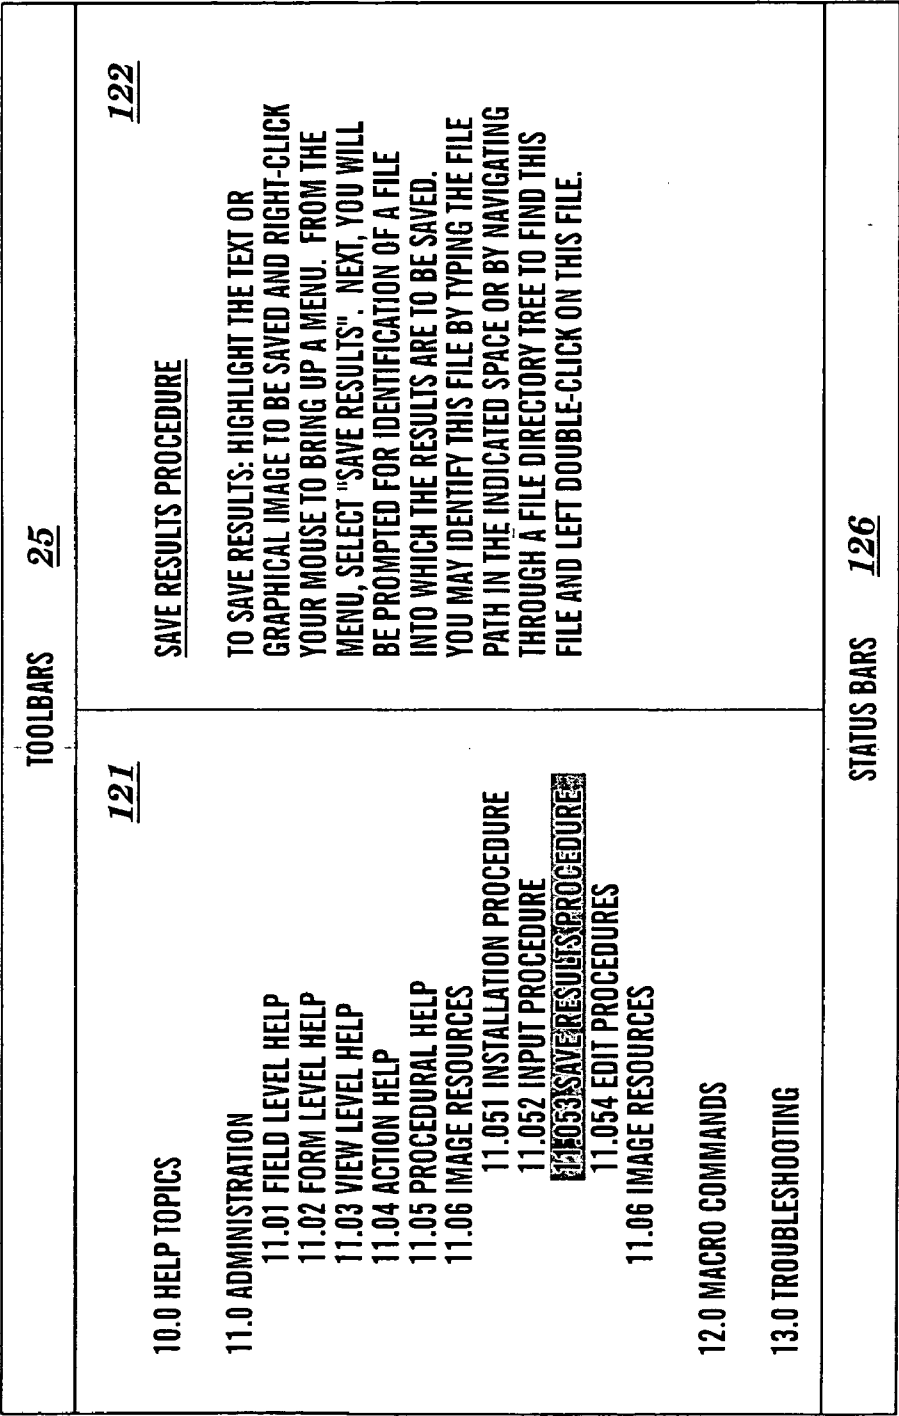 TOOLBARS 25
121
10.0 HELP TOPICS
11.0 ADMINISTRATION
11.01 FIELD LEVEL HELP
11.02 FORM LEVEL HELP
11.03 VIEW LEVEL HELP
11.04 ACTION HELP
11.05 PROCEDURAL HELP
11.06 IMAGE RESOURCES
11.051 INSTALLATION PROCEDURE
11.052 INPUT PROCEDURE
11.053 SAVE RESULTS PROCEDURE
11.054 EDIT PROCEDURES
11.06 IMAGE RESOURCES
12.0 MACRO COMMANDS
13.0 TROUBLESHOOTING
122
SAVE RESULTS PROCEDURE
TO SAVE RESULTS: HIGHLIGHT THE TEXT OR
GRAPHICAL IMAGE TO BE SAVED AND RIGHT-CLICK
YOUR MOUSE TO BRING UP A MENU. FROM THE
MENU, SELECT "SAVE RESULTS". NEXT, YOU WILL
BE PROMPTED FOR IDENTIFICATION OF A FILE
INTO WHICH THE RESULTS ARE TO BE SAVED.
YOU MAY IDENTIFY THIS FILE BY TYPING THE FILE
PATH IN THE INDICATED SPACE OR BY NAVIGATING
THROUGH A FILE DIRECTORY TREE TO FIND THIS
FILE AND LEFT DOUBLE-CLICK ON THIS FILE.
STATUS BARS 126